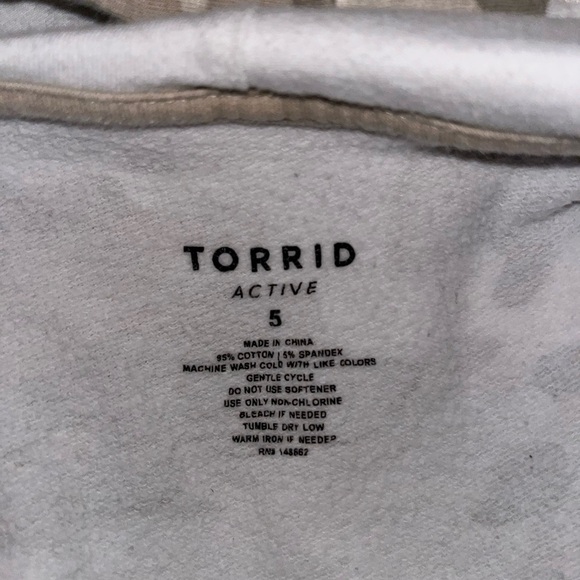 TORRID
ACTIVE
5
MADE IN CHINA
95% COTTON | 5% SPANDEX
MACHINE WASH COLD WITH LIKE COLORS
GENTLE CYCLE
DO NOT USE SOFTENER
USE ONLY NON-CHLORINE
BLEACH IF NEEDED
TUMBLE DRY LOW
WARM IRON IF NEEDED
RN# 148662